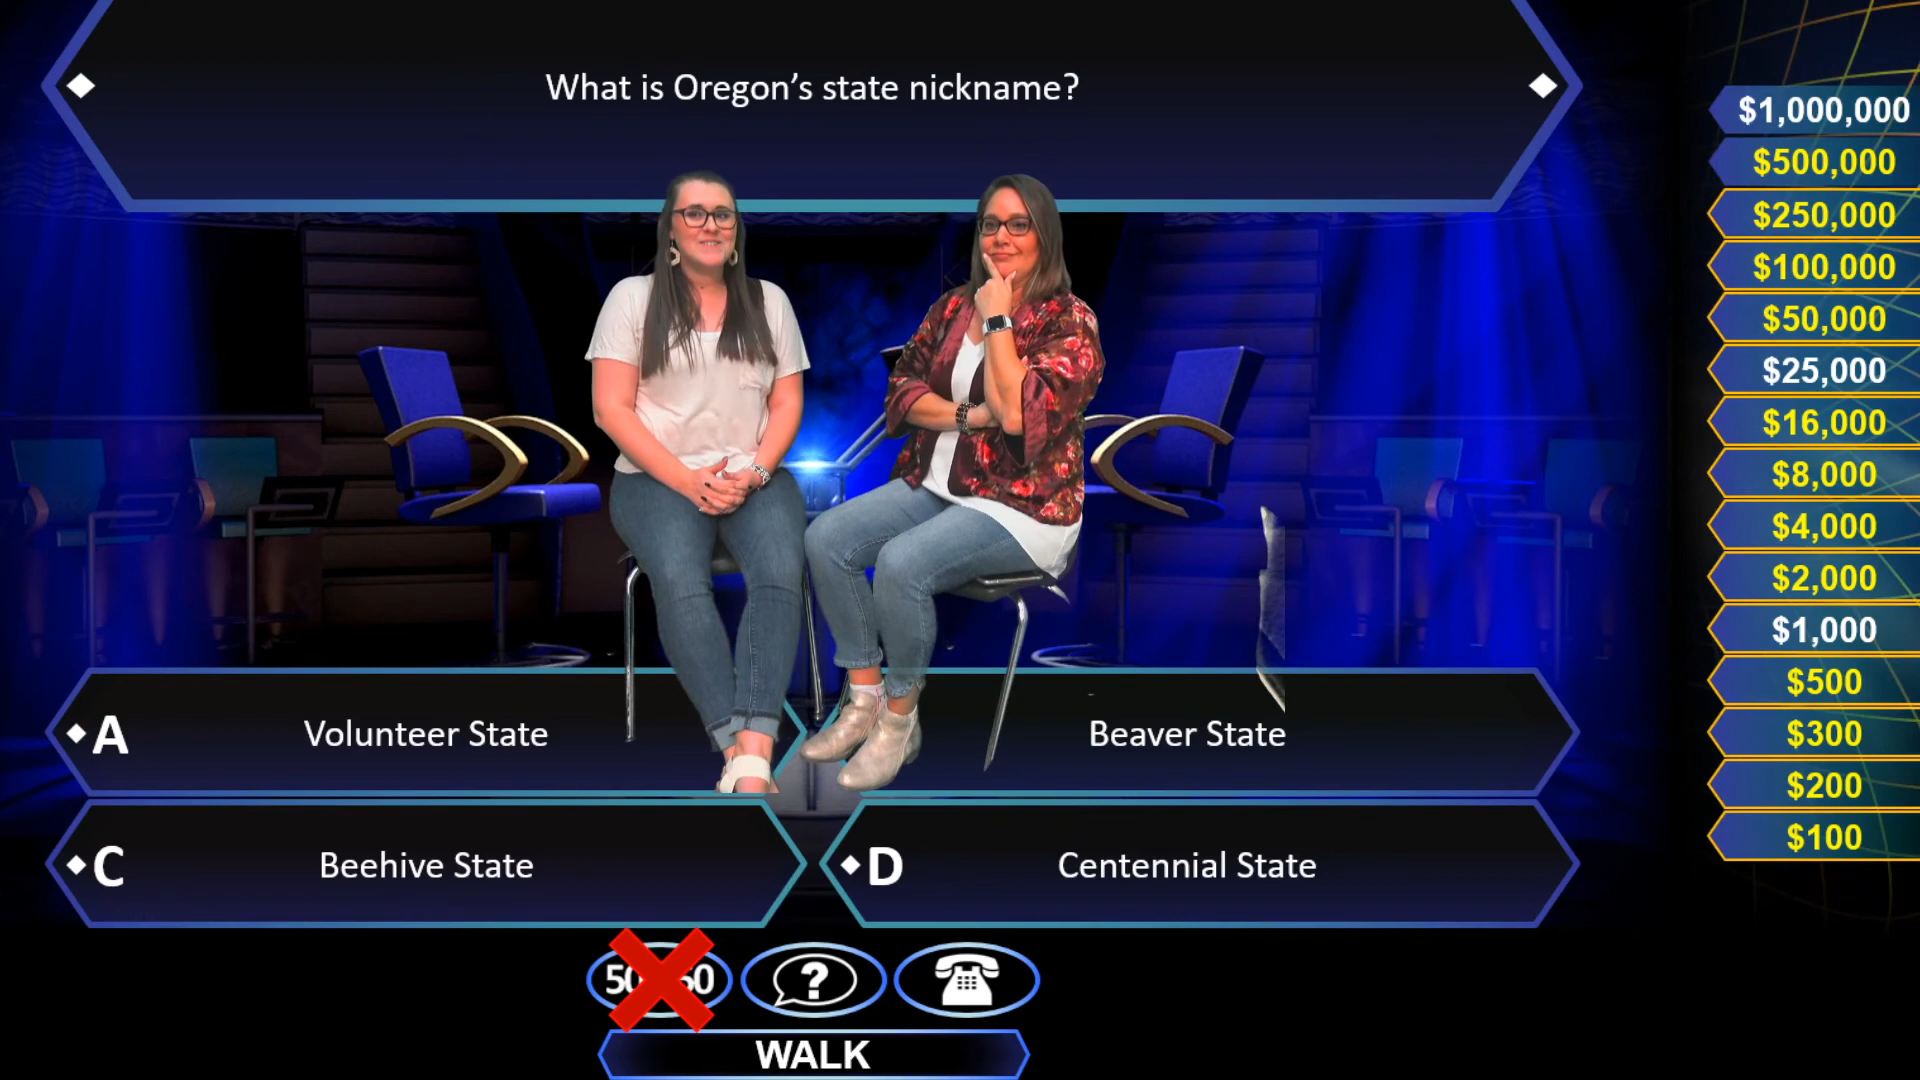 What is Oregon’s state nickname?
$1,000,000
$500,000
$250,000
$100,000
$50,000
$25,000
$16,000
$8,000
$4,000
$2,000
$1,000
$500
$300
$200
$100
A Volunteer State
Beaver State
C Beehive State
D Centennial State
?
WALK